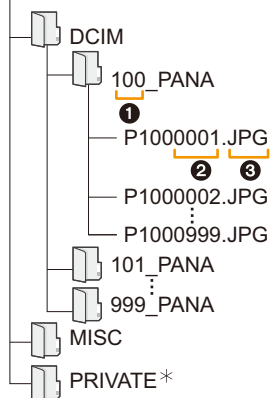 DCIM
100_PANA
❶
P1000001.JPG
❷ ❸
P1000002.JPG
P1000999.JPG
101_PANA
999_PANA
MISC
PRIVATE*